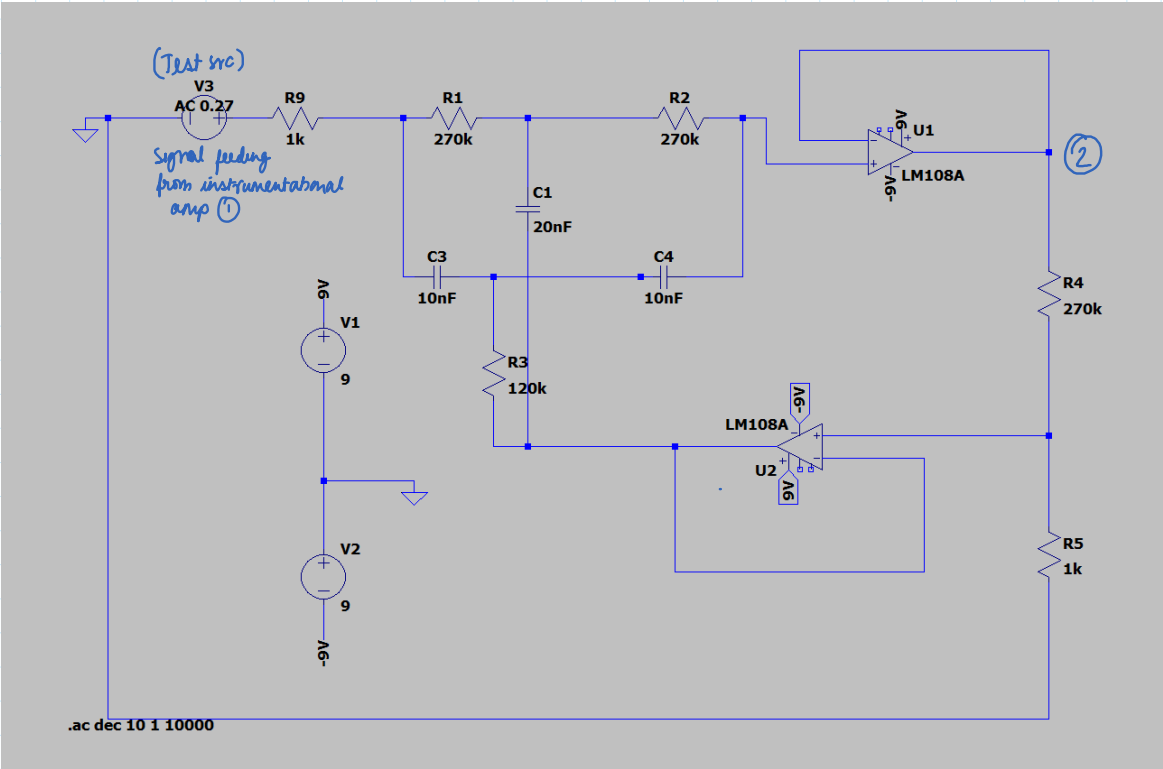 (Test src)
V3
AC 0.27
R9
1k
R1
270k
R2
270k
9V
U1
LM108A
-9V
②
Signal feeding
from instrumentational
amp ①
C1
20nF
C3
10nF
C4
10nF
9V
V1
9
R4
270k
R3
120k
-9V
LM108A
U2
9V
V2
9
-9V
R5
1k
.ac dec 10 1 10000